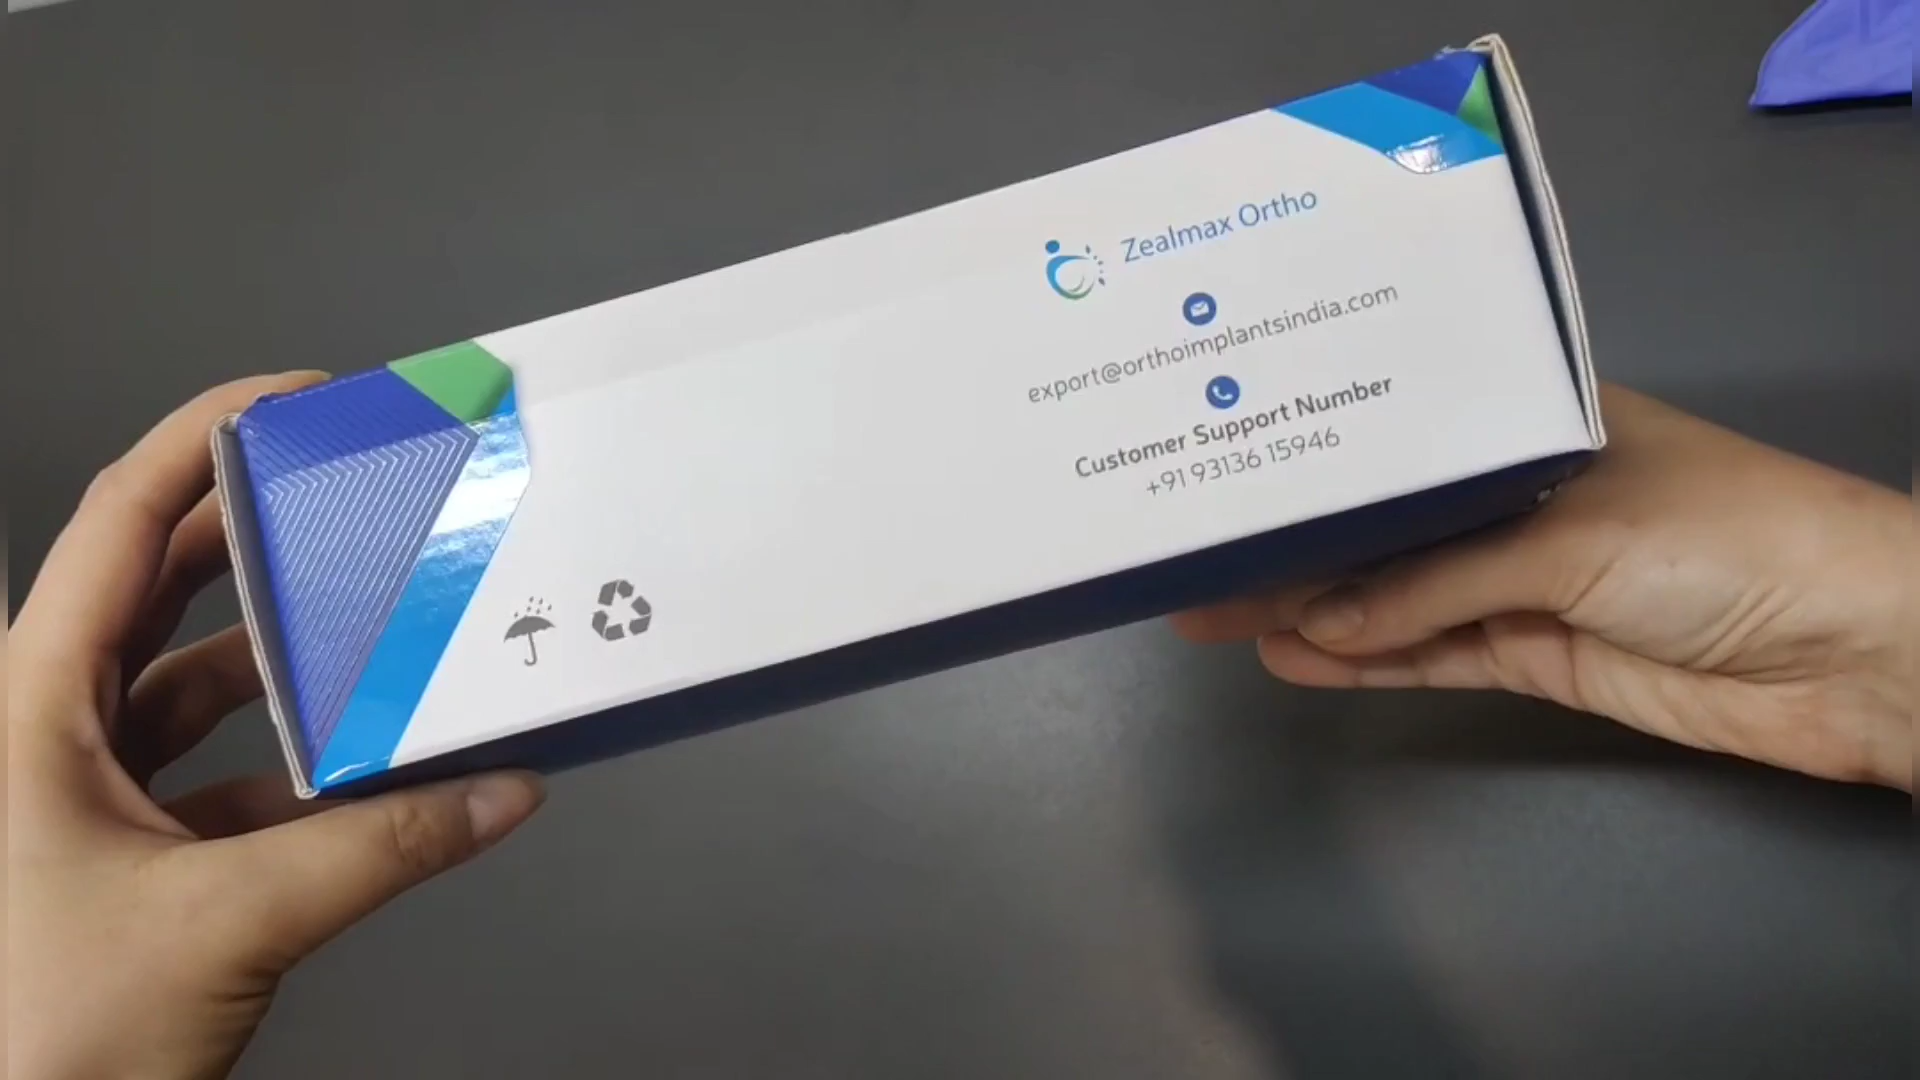 Zealmax Ortho
export@orthoimplantsindia.com
Customer Support Number
+91 93136 15946